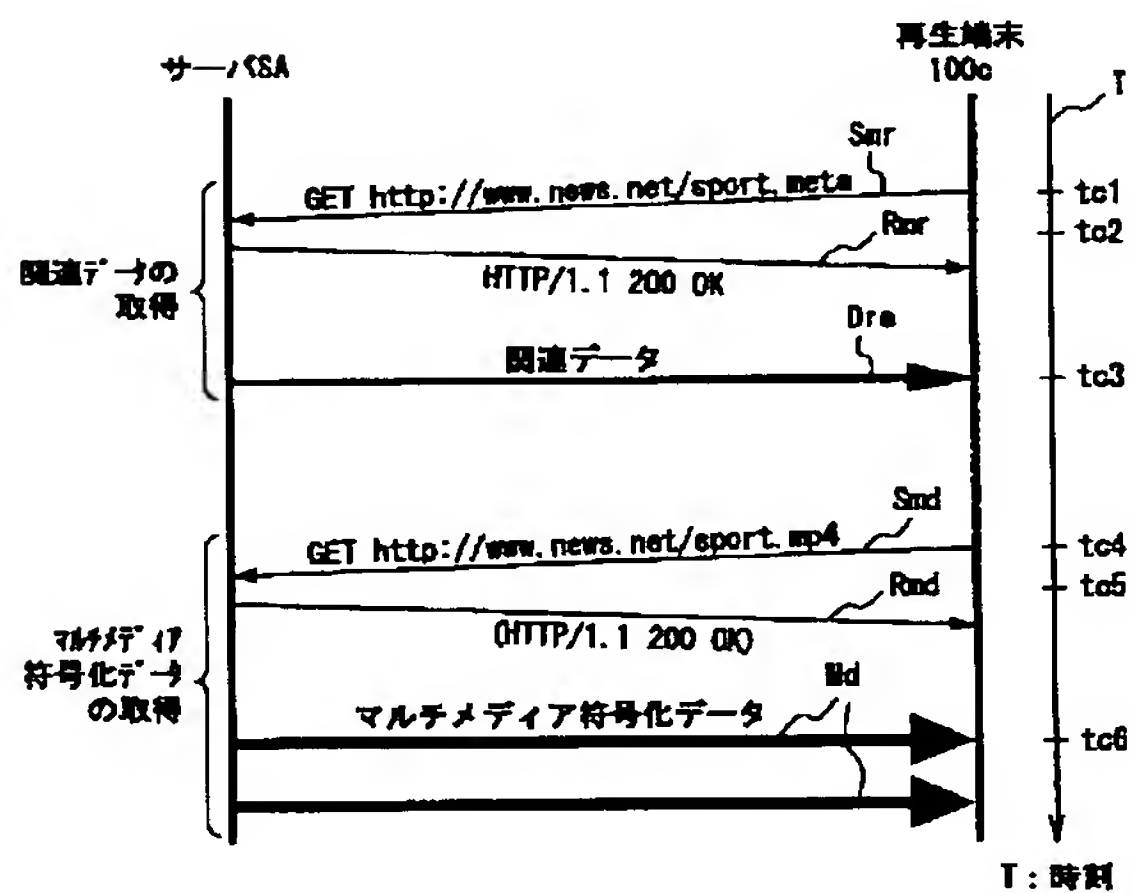 サーバSA
再生端末
100c
T
Smr
GET http://www.news.net/sport.meta
tc1
tc2
Rmr
HTTP/1.1 200 OK
関連データの
取得
Dre
関連データ
tc3
Smd
GET http://www.news.net/sport.mp4
tc4
tc5
Rmd
(HTTP/1.1 200 OK)
マルチメディア
符号化データ
の取得
Md
マルチメディア符号化データ
tc6
T:時刻